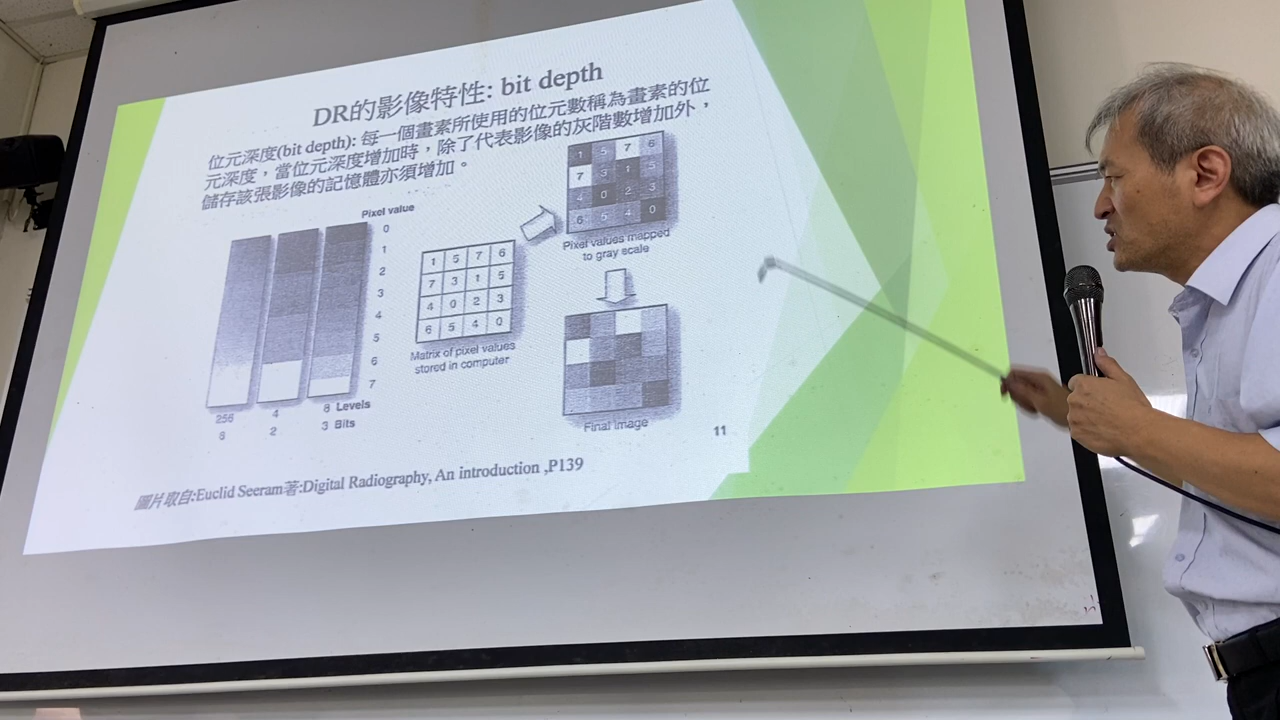 DR的影像特性: bit depth
位元深度(bit depth): 每一個畫素所使用的位元數稱為畫素的位
元深度，當位元深度增加時，除了代表影像的灰階數增加外，
儲存該張影像的記憶體亦須增加。
Pixel value
0
1
2
3
4
5
6
7
256 4 8 Levels
8 2 3 Bits
1 5 7 6
7 3 1 5
4 0 2 3
6 5 4 0
Matrix of pixel values
stored in computer
1 5 7 6
7 3 1 5
4 0 2 3
6 5 4 0
Pixel values mapped
to gray scale
Final image
11
圖片取自:Euclid Seeram著:Digital Radiography, An introduction ,P139